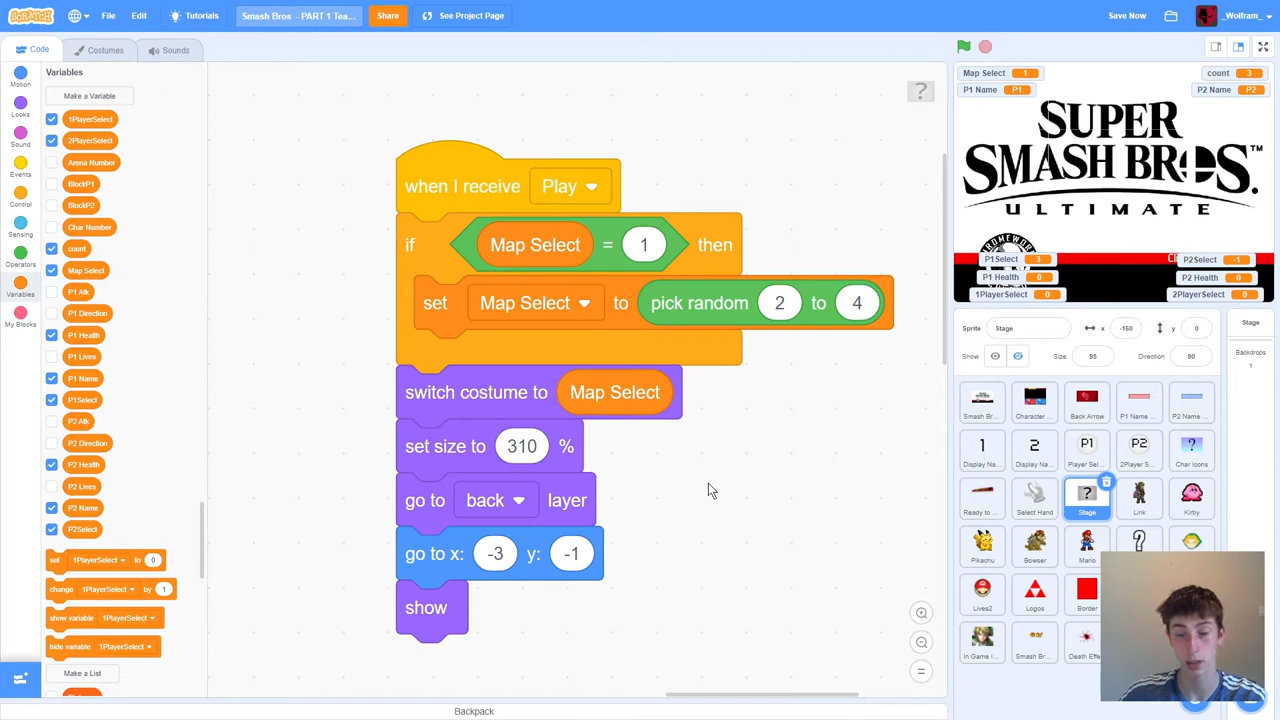 SCRATCH File Edit Tutorials Smash Bros - PART 1 Tea... Share See Project Page Save Now _Wolfram_
Code Costumes Sounds
Motion
Looks
Sound
Events
Control
Sensing
Operators
Variables
My Blocks
Variables
Make a Variable
1PlayerSelect
2PlayerSelect
Arena Number
BlockP1
BlockP2
Char Number
count
Map Select
P1 Atk
P1 Direction
P1 Health
P1 Lives
P1 Name
P1Select
P2 Atk
P2 Direction
P2 Health
P2 Lives
P2 Name
P2Select
set 1PlayerSelect to 0
change 1PlayerSelect by 1
show variable 1PlayerSelect
hide variable 1PlayerSelect
Make a List
when I receive Play
if Map Select = 1 then
set Map Select to pick random 2 to 4
switch costume to Map Select
set size to 310 %
go to back layer
go to x: -3 y: -1
show
?
Backpack
Map Select 1 count 3
P1 Name P1 P2 Name P2
SUPER
SMASH BROS.
TM
ULTIMATE
P1Select 3 P2Select -1
P1 Health 0 P2 Health 0
1PlayerSelect 0 2PlayerSelect 0
Sprite Stage x -160 y 0
Show Size 95 Direction 90
Stage
Backdrops
1
Smash Br... Character ... Back Arrow P1 Name ... P2 Name ...
1 2 P1 P2 ?
Display Na... Display Na... Player Sel... 2Player S... Char Icons
Ready to ... Select Hand Stage Link Kirby
Pikachu Bowser Mario
Lives2 Logos Border
In Game I... Smash Br... Death Effe...